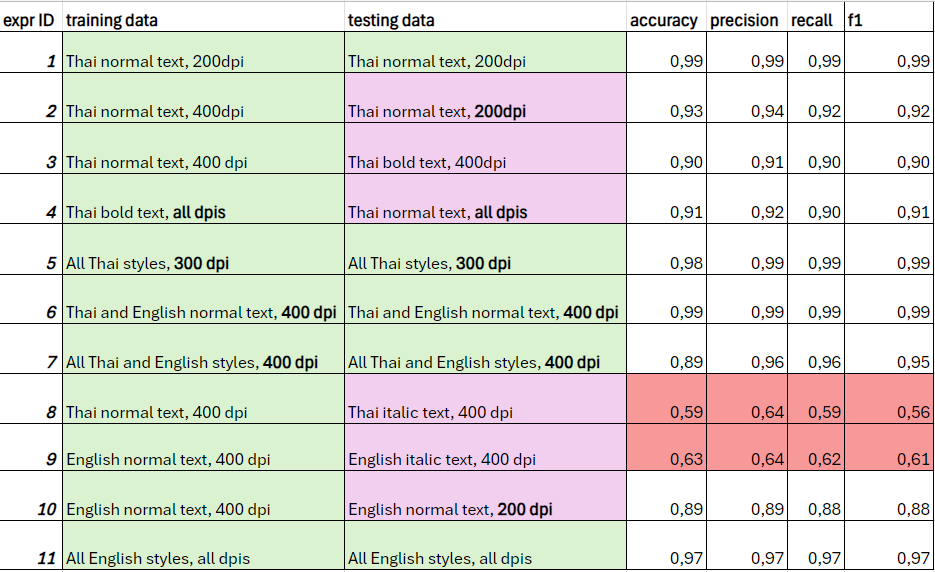 expr ID training data testing data accuracy precision recall f1
1 Thai normal text, 200dpi Thai normal text, 200dpi 0,99 0,99 0,99 0,99
2 Thai normal text, 400dpi Thai normal text, 200dpi 0,93 0,94 0,92 0,92
3 Thai normal text, 400 dpi Thai bold text, 400dpi 0,90 0,91 0,90 0,90
4 Thai bold text, all dpis Thai normal text, all dpis 0,91 0,92 0,90 0,91
5 All Thai styles, 300 dpi All Thai styles, 300 dpi 0,98 0,99 0,99 0,99
6 Thai and English normal text, 400 dpi Thai and English normal text, 400 dpi 0,99 0,99 0,99 0,99
7 All Thai and English styles, 400 dpi All Thai and English styles, 400 dpi 0,89 0,96 0,96 0,95
8 Thai normal text, 400 dpi Thai italic text, 400 dpi 0,59 0,64 0,59 0,56
9 English normal text, 400 dpi English italic text, 400 dpi 0,63 0,64 0,62 0,61
10 English normal text, 400 dpi English normal text, 200 dpi 0,89 0,89 0,88 0,88
11 All English styles, all dpis All English styles, all dpis 0,97 0,97 0,97 0,97